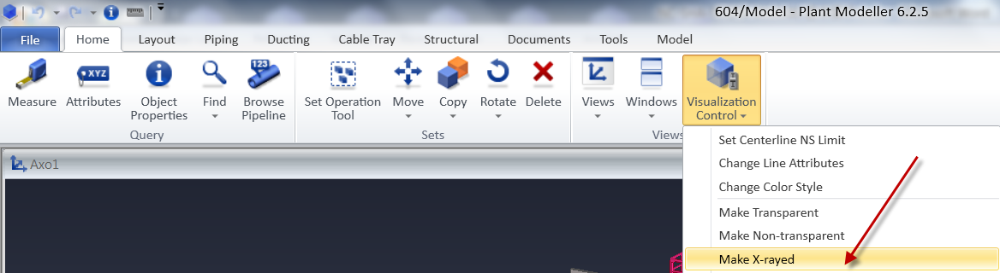 604/Model - Plant Modeller 6.2.5
File Home Layout Piping Ducting Cable Tray Structural Documents Tools Model
XYZ 123
Measure Attributes Object Properties Find Browse Pipeline Set Operation Tool Move Copy Rotate Delete Views Windows Visualization Control
Query Sets Views
Axo1
Set Centerline NS Limit
Change Line Attributes
Change Color Style
Make Transparent
Make Non-transparent
Make X-rayed